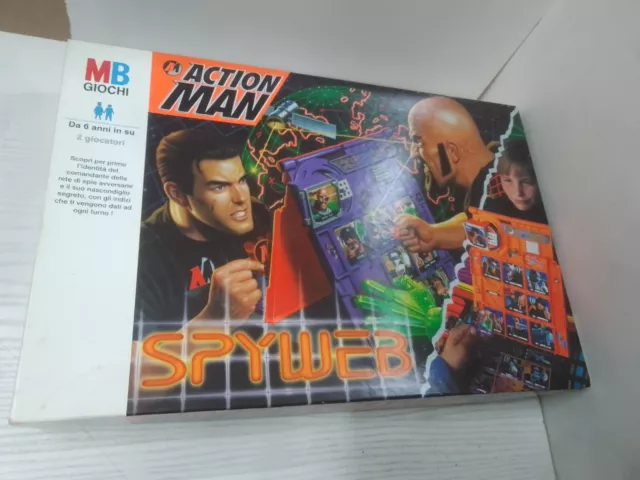 MB
GIOCHI
Da 6 anni in su
2 giocatori
Scopri per primo
l'identità del
comandante della
rete di spie avversarie
e il suo nascondiglio
segreto, con gli indizi
che ti vengono dati ad
ogni turno !
ACTION
MAN
SPYWEB